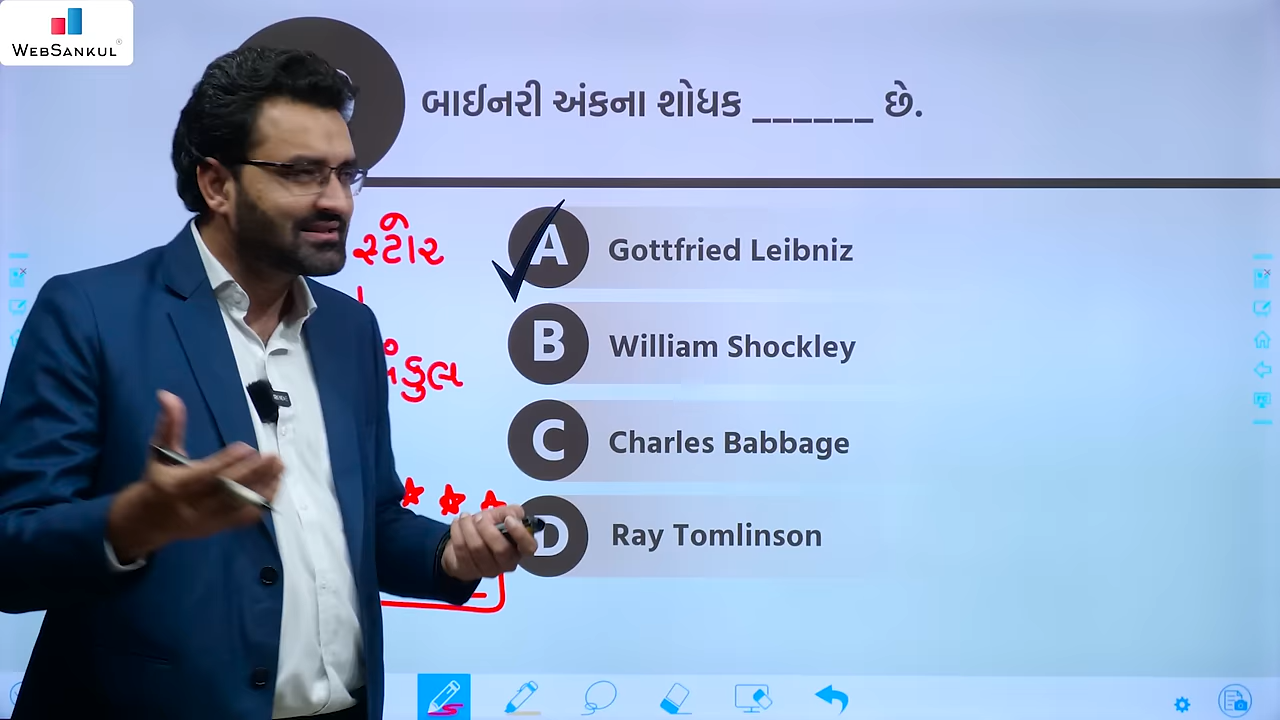 WEBSANKUL
બાઈનરી અંકના શોધક ______ છે.
સ્ટોર
A Gottfried Leibniz
B William Shockley
C Charles Babbage
D Ray Tomlinson